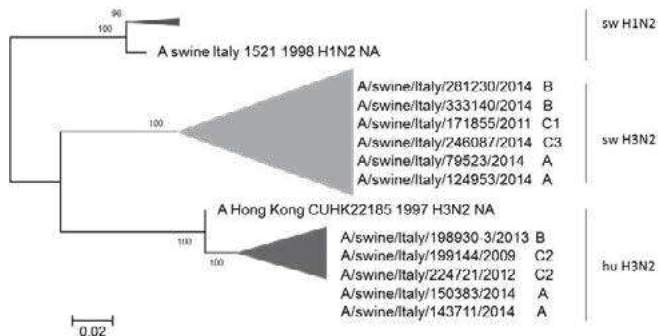 96
sw H1N2
100
A swine Italy 1521 1998 H1N2 NA
A/swine/Italy/281230/2014 B
A/swine/Italy/333140/2014 B
100
A/swine/Italy/171855/2011 C1
sw H3N2
A/swine/Italy/246087/2014 C3
A/swine/Italy/79523/2014 A
A/swine/Italy/124953/2014 A
A Hong Kong CUHK22185 1997 H3N2 NA
100
A/swine/Italy/198930-3/2013 B
A/swine/Italy/199144/2009 C2
100
A/swine/Italy/224721/2012 C2
hu H3N2
A/swine/Italy/150383/2014 A
A/swine/Italy/143711/2014 A
0.02